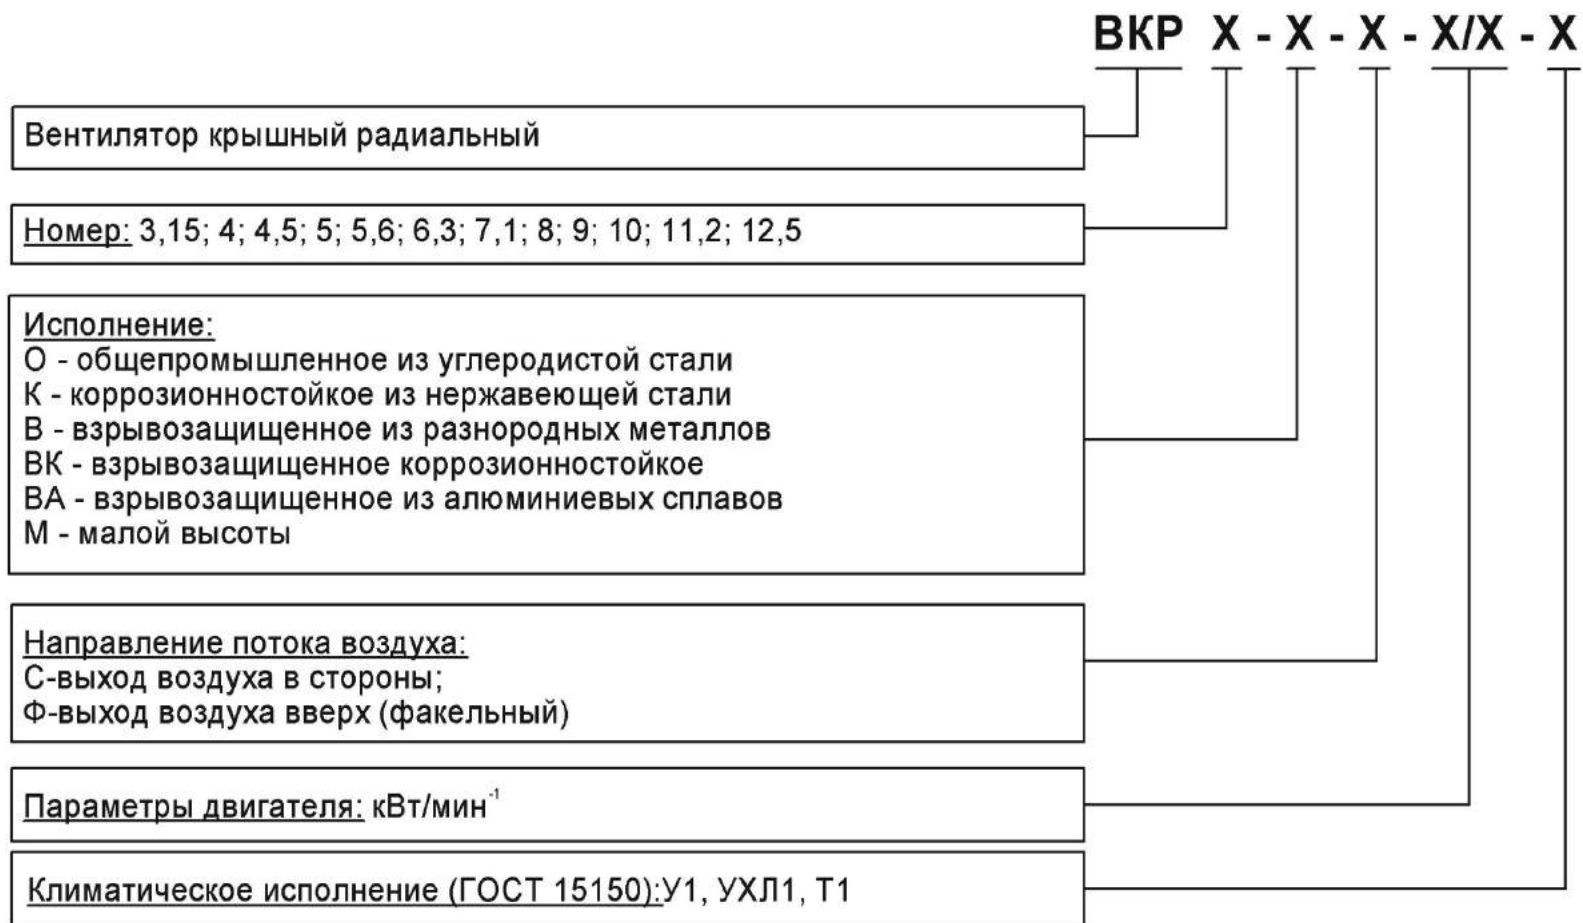 ВКР Х - Х - Х - Х/Х - Х
Вентилятор крышный радиальный
Номер: 3,15; 4; 4,5; 5; 5,6; 6,3; 7,1; 8; 9; 10; 11,2; 12,5
Исполнение:
О - общепромышленное из углеродистой стали
К - коррозионностойкое из нержавеющей стали
В - взрывозащищенное из разнородных металлов
ВК - взрывозащищенное коррозионностойкое
ВА - взрывозащищенное из алюминиевых сплавов
М - малой высоты
Направление потока воздуха:
С-выход воздуха в стороны;
Ф-выход воздуха вверх (факельный)
Параметры двигателя: кВт/мин⁻¹
Климатическое исполнение (ГОСТ 15150):У1, УХЛ1, Т1